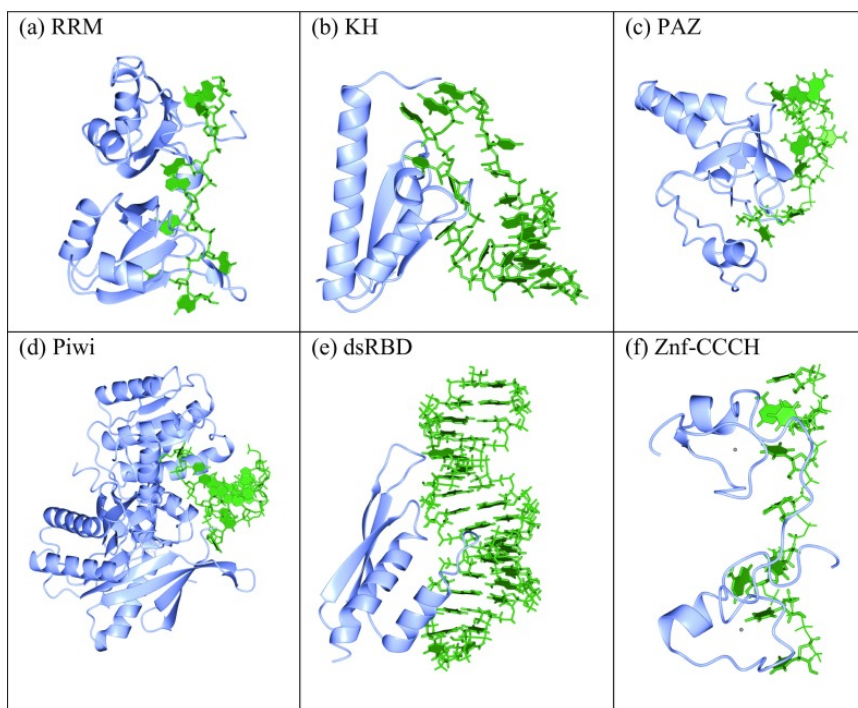 (a) RRM
(b) KH
(c) PAZ
(d) Piwi
(e) dsRBD
(f) Znf-CCCH